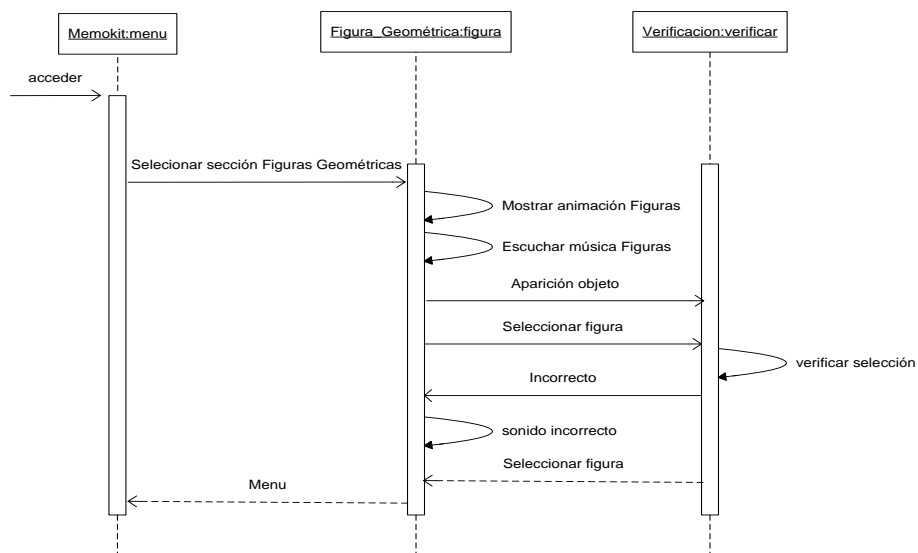 Memokit:menu
Figura_Geométrica:figura
Verificacion:verificar
acceder
Selecionar sección Figuras Geométricas
Mostrar animación Figuras
Escuchar música Figuras
Aparición objeto
Seleccionar figura
verificar selección
Incorrecto
sonido incorrecto
Seleccionar figura
Menu